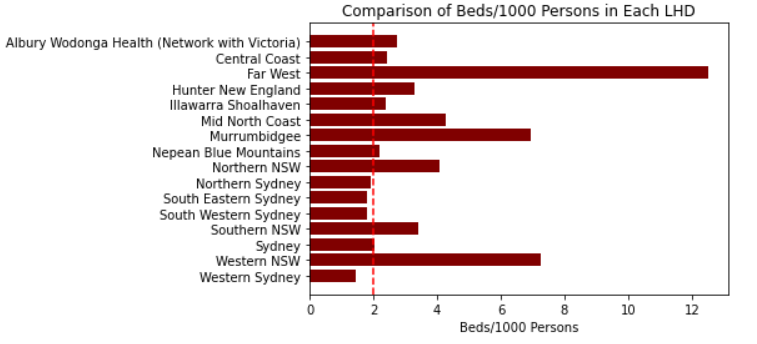 Comparison of Beds/1000 Persons in Each LHD
Albury Wodonga Health (Network with Victoria)
Central Coast
Far West
Hunter New England
Illawarra Shoalhaven
Mid North Coast
Murrumbidgee
Nepean Blue Mountains
Northern NSW
Northern Sydney
South Eastern Sydney
South Western Sydney
Southern NSW
Sydney
Western NSW
Western Sydney
0 2 4 6 8 10 12
Beds/1000 Persons